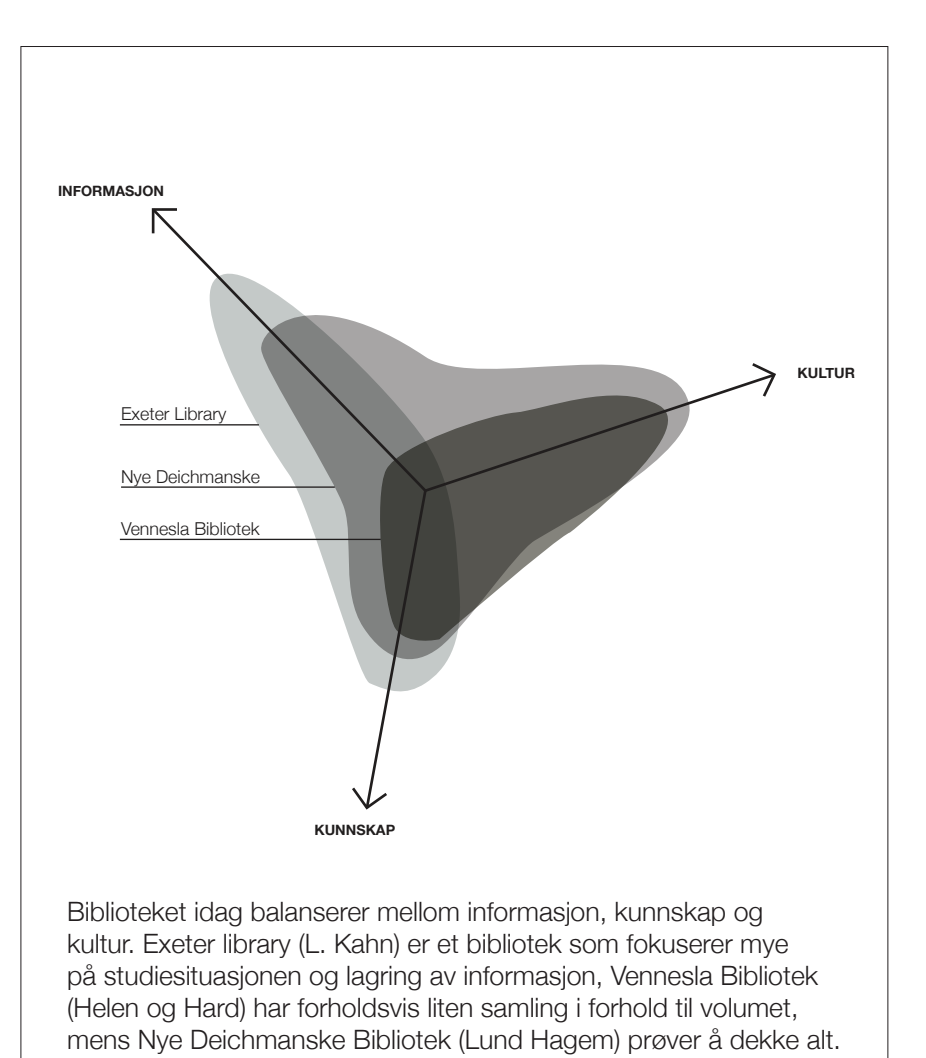 INFORMASJON
KULTUR
Exeter Library
Nye Deichmanske
Vennesla Bibliotek
KUNNSKAP
Biblioteket idag balanserer mellom informasjon, kunnskap og
kultur. Exeter library (L. Kahn) er et bibliotek som fokuserer mye
på studiesituasjonen og lagring av informasjon, Vennesla Bibliotek
(Helen og Hard) har forholdsvis liten samling i forhold til volumet,
mens Nye Deichmanske Bibliotek (Lund Hagem) prøver å dekke alt.